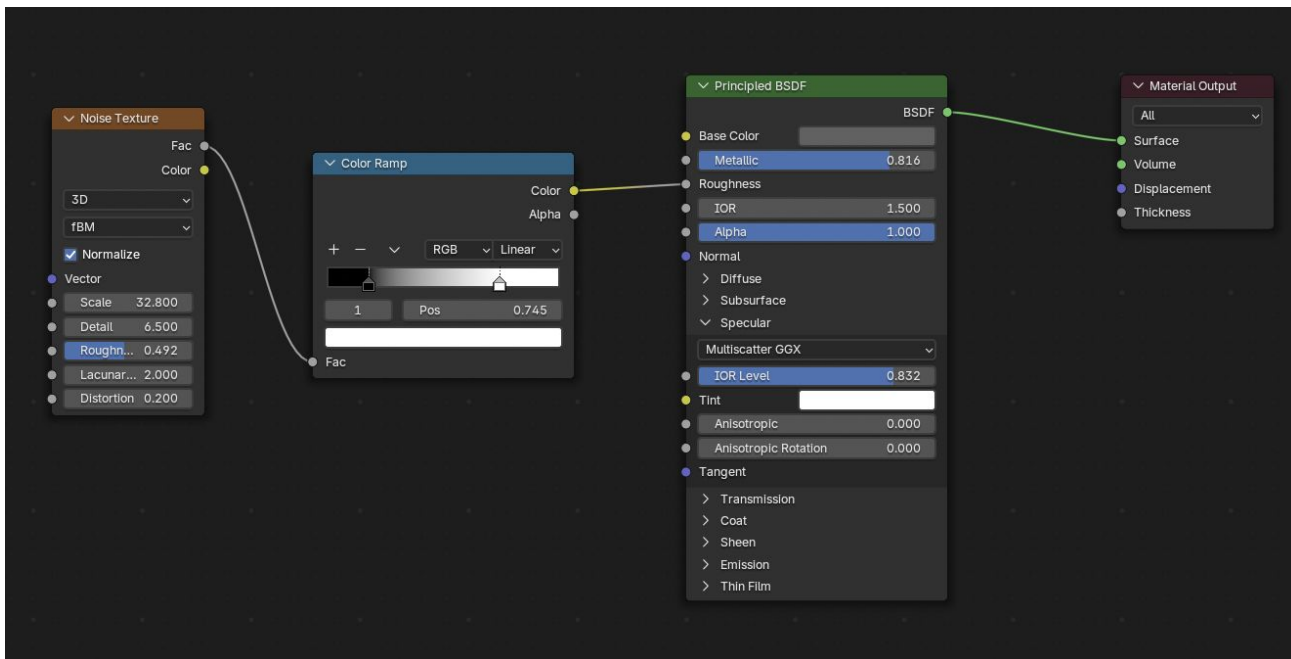 Noise Texture
Fac
Color
3D
fBM
Normalize
Vector
Scale 32.800
Detail 6.500
Roughn... 0.492
Lacunar... 2.000
Distortion 0.200
Color Ramp
Color
Alpha
+ − RGB Linear
1 Pos 0.745
Fac
Principled BSDF
BSDF
Base Color
Metallic 0.816
Roughness
IOR 1.500
Alpha 1.000
Normal
Diffuse
Subsurface
Specular
Multiscatter GGX
IOR Level 0.832
Tint
Anisotropic 0.000
Anisotropic Rotation 0.000
Tangent
Transmission
Coat
Sheen
Emission
Thin Film
Material Output
All
Surface
Volume
Displacement
Thickness